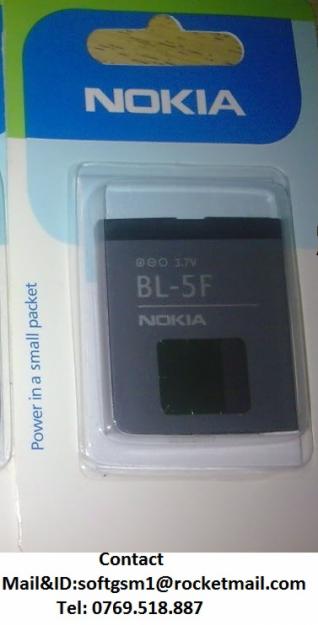 NOKIA
3.7V
BL-5F
NOKIA
Power in a small packet
Contact
Mail&ID:softgsm1@rocketmail.com
Tel: 0769.518.887